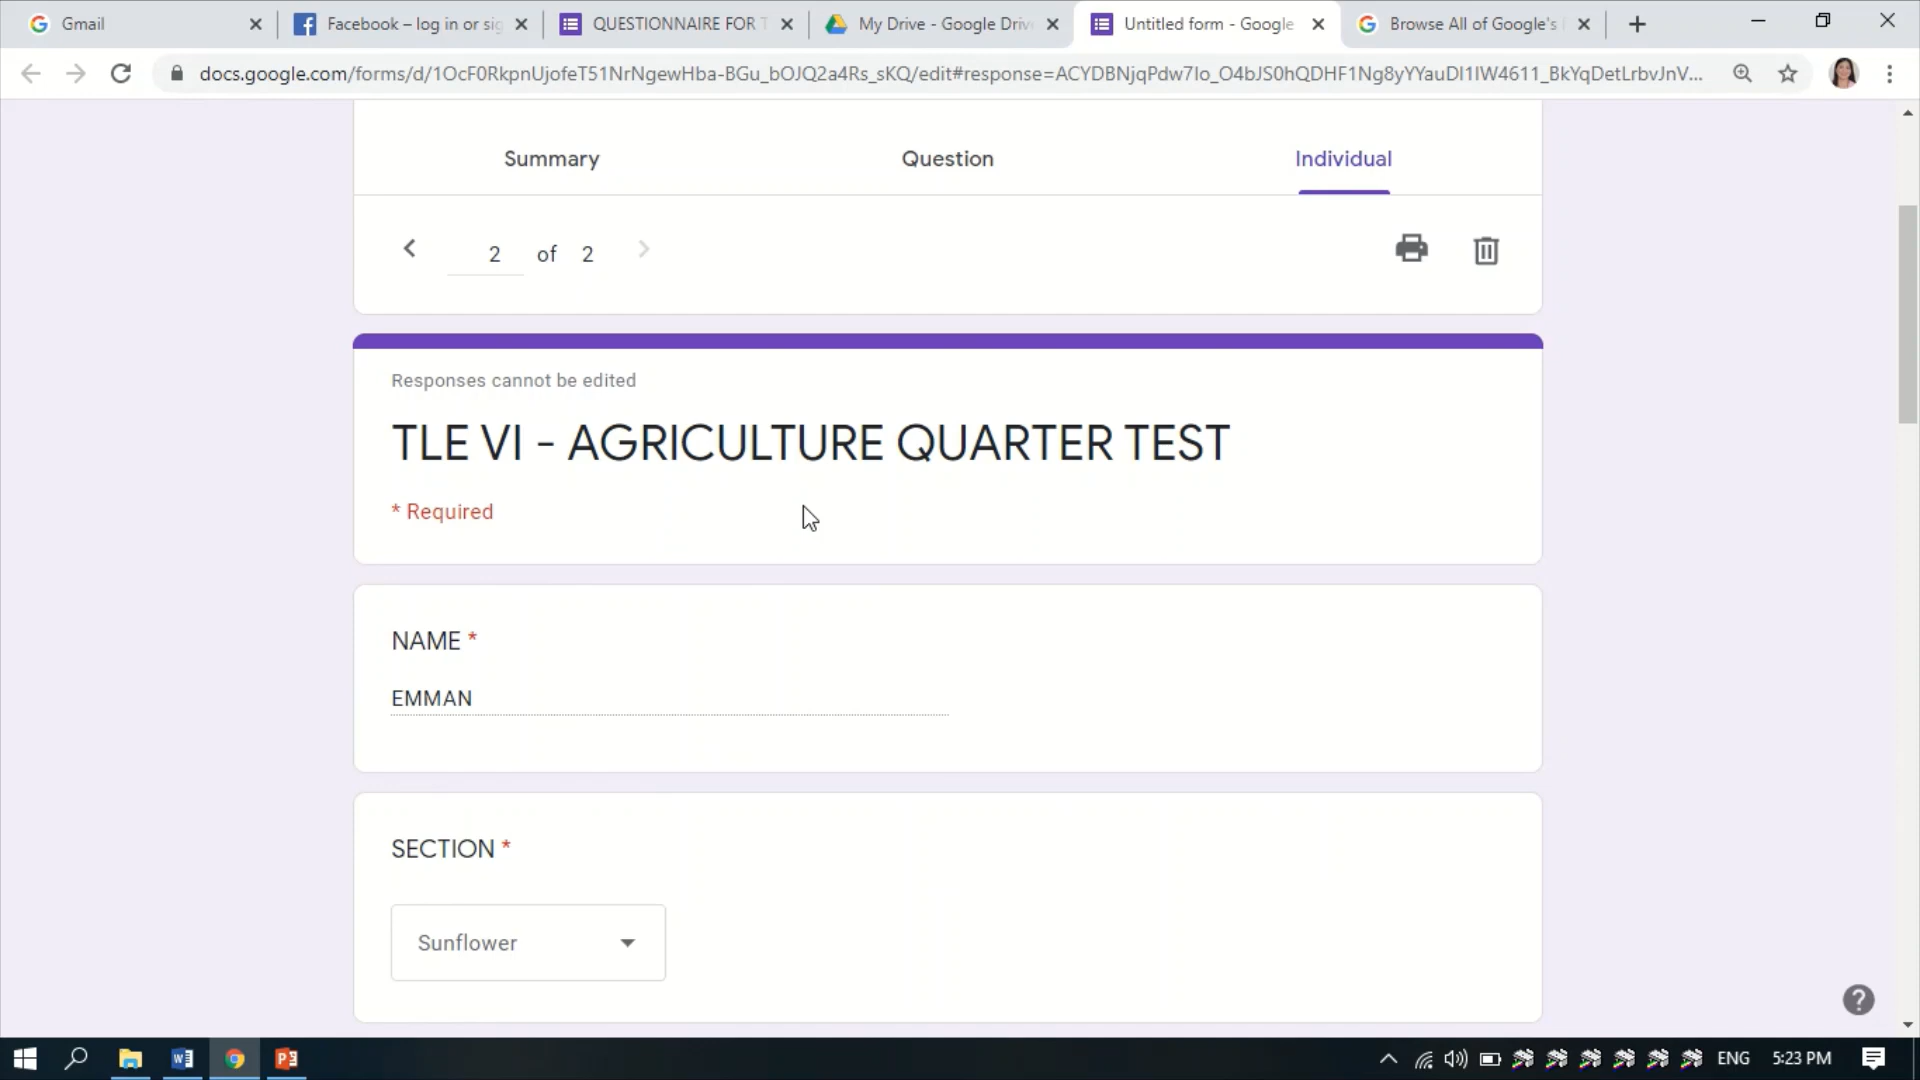 Gmail
Facebook – log in or sig
QUESTIONNAIRE FOR T
My Drive - Google Driv
Untitled form - Google
Browse All of Google's
docs.google.com/forms/d/1OcF0RkpnUjofeT51NrNgewHba-BGu_bOJQ2a4Rs_sKQ/edit#response=ACYDBNjqPdw7Io_O4bJS0hQDHF1Ng8yYYauDI1IW4611_BkYqDetLrbvJnV...
Summary
Question
Individual
2 of 2
Responses cannot be edited
TLE VI - AGRICULTURE QUARTER TEST
* Required
NAME *
EMMAN
SECTION *
Sunflower
ENG
5:23 PM